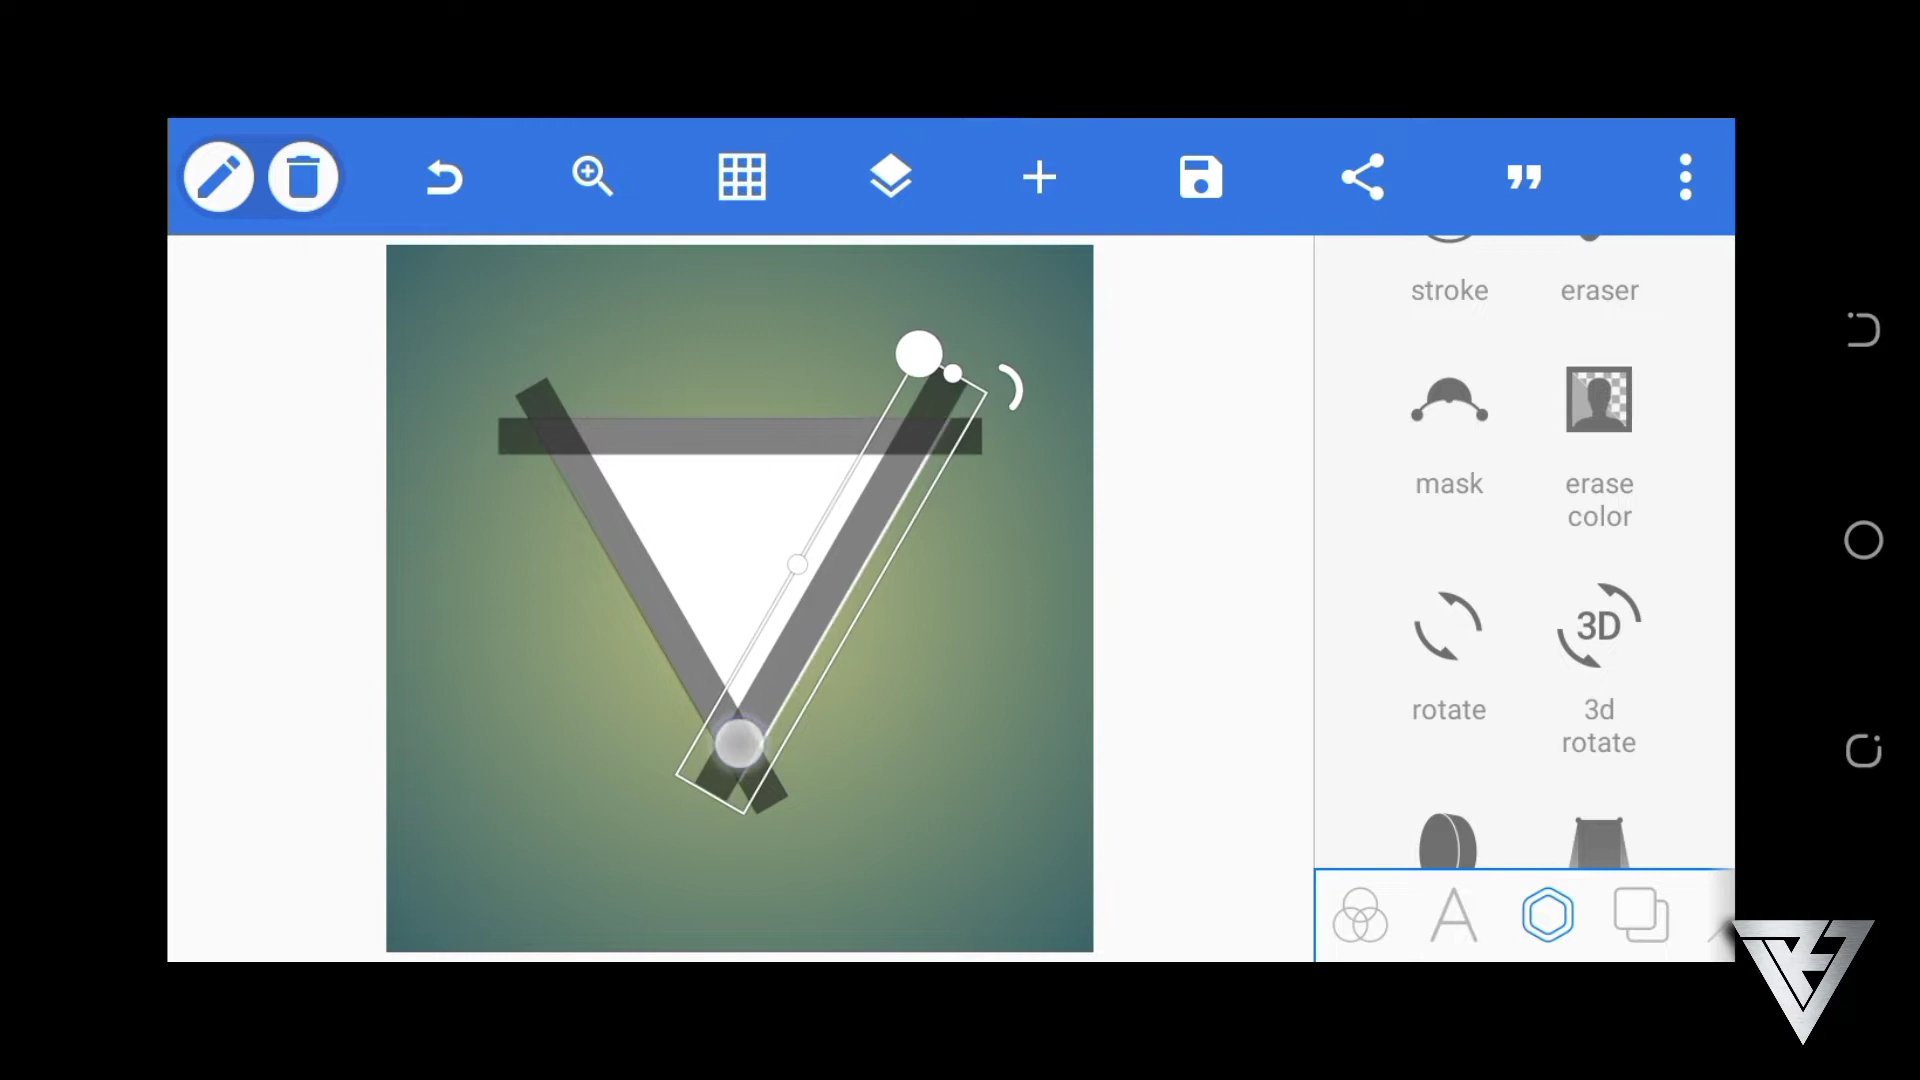 stroke
eraser
mask
erase
color
3D
rotate
3d
rotate
A